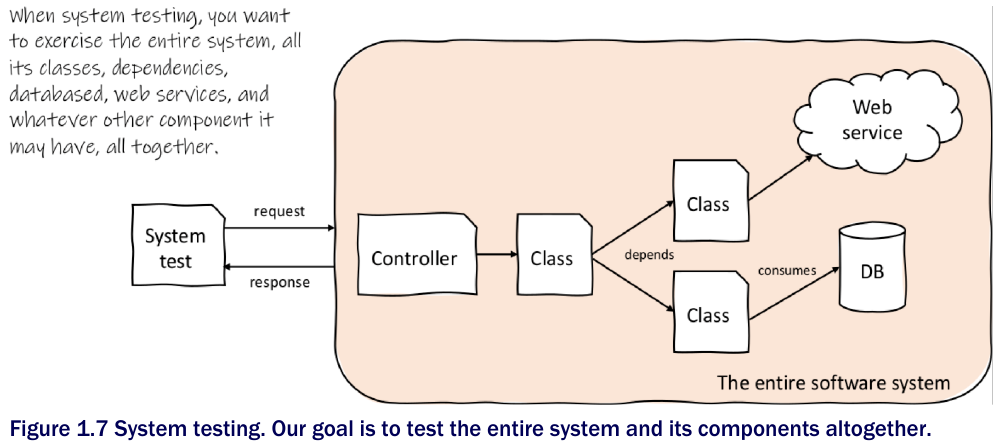 When system testing, you want
to exercise the entire system, all
its classes, dependencies,
databased, web services, and
whatever other component it
may have, all together.
Web
service
Class
request
System
test
Controller
Class
depends
consumes
DB
response
Class
The entire software system
Figure 1.7 System testing. Our goal is to test the entire system and its components altogether.